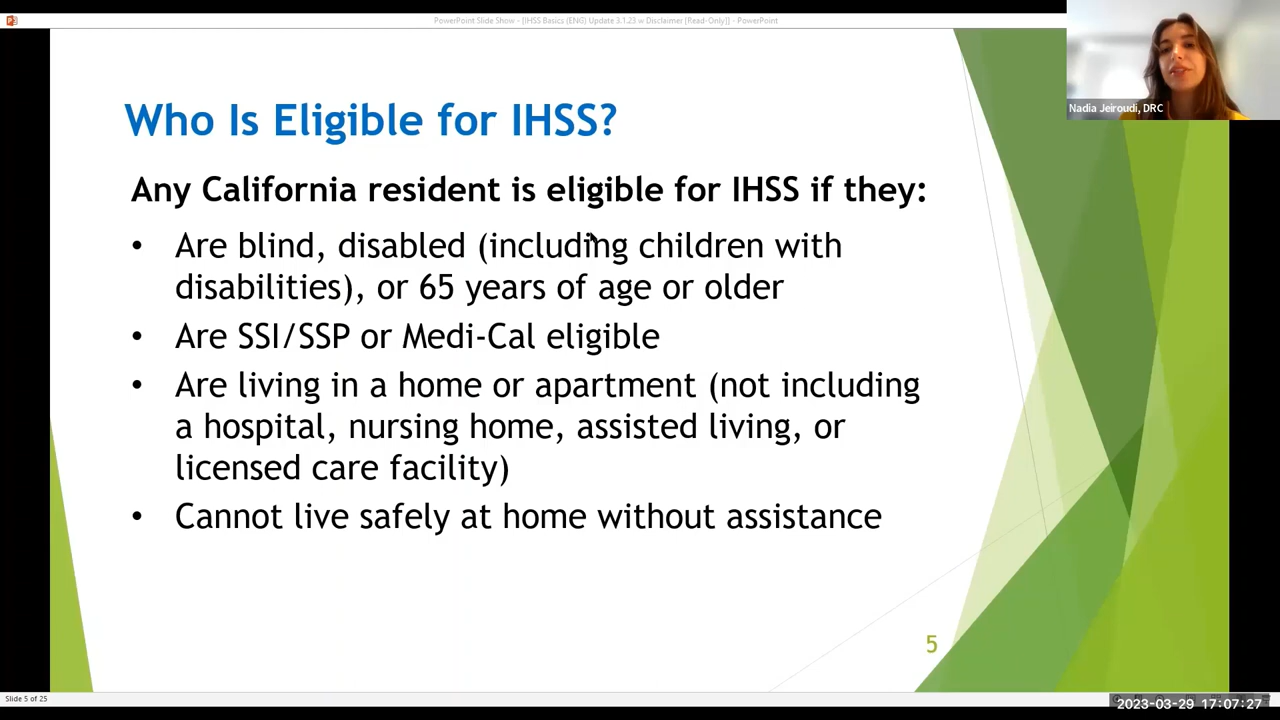 PowerPoint Slide Show - [IHSS Basics (ENG) Update 3.1.23 w Disclaimer [Read-Only]] - PowerPoint
Nadia Jeiroudi, DRC
Who Is Eligible for IHSS?
Any California resident is eligible for IHSS if they:
• Are blind, disabled (including children with
disabilities), or 65 years of age or older
• Are SSI/SSP or Medi-Cal eligible
• Are living in a home or apartment (not including
a hospital, nursing home, assisted living, or
licensed care facility)
• Cannot live safely at home without assistance
5
Slide 5 of 25
2023-03-29 17:07:27